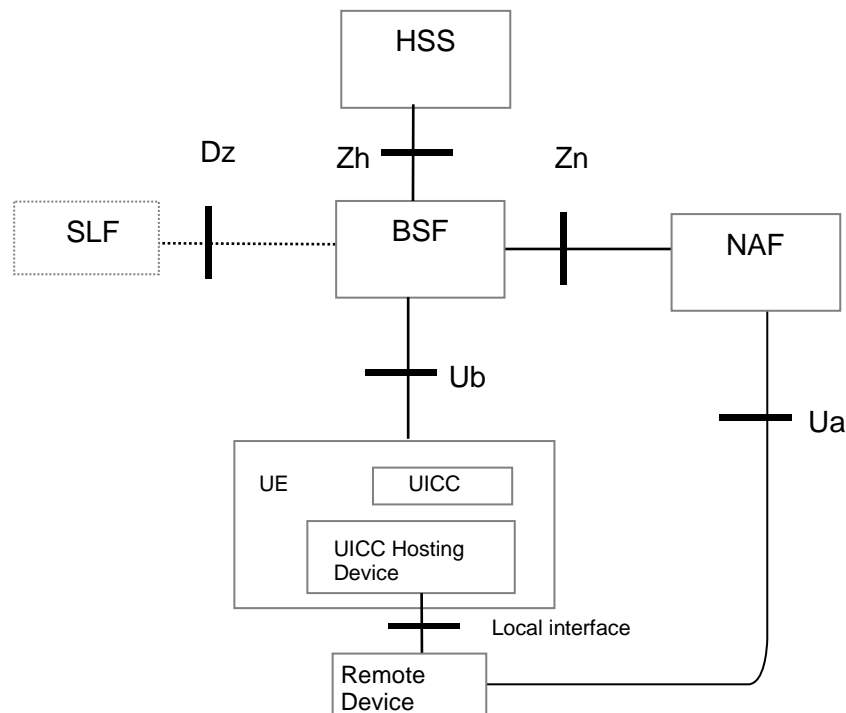 HSS
Dz
Zh
Zn
SLF
BSF
NAF
Ub
Ua
UE
UICC
UICC Hosting
Device
Local interface
Remote
Device